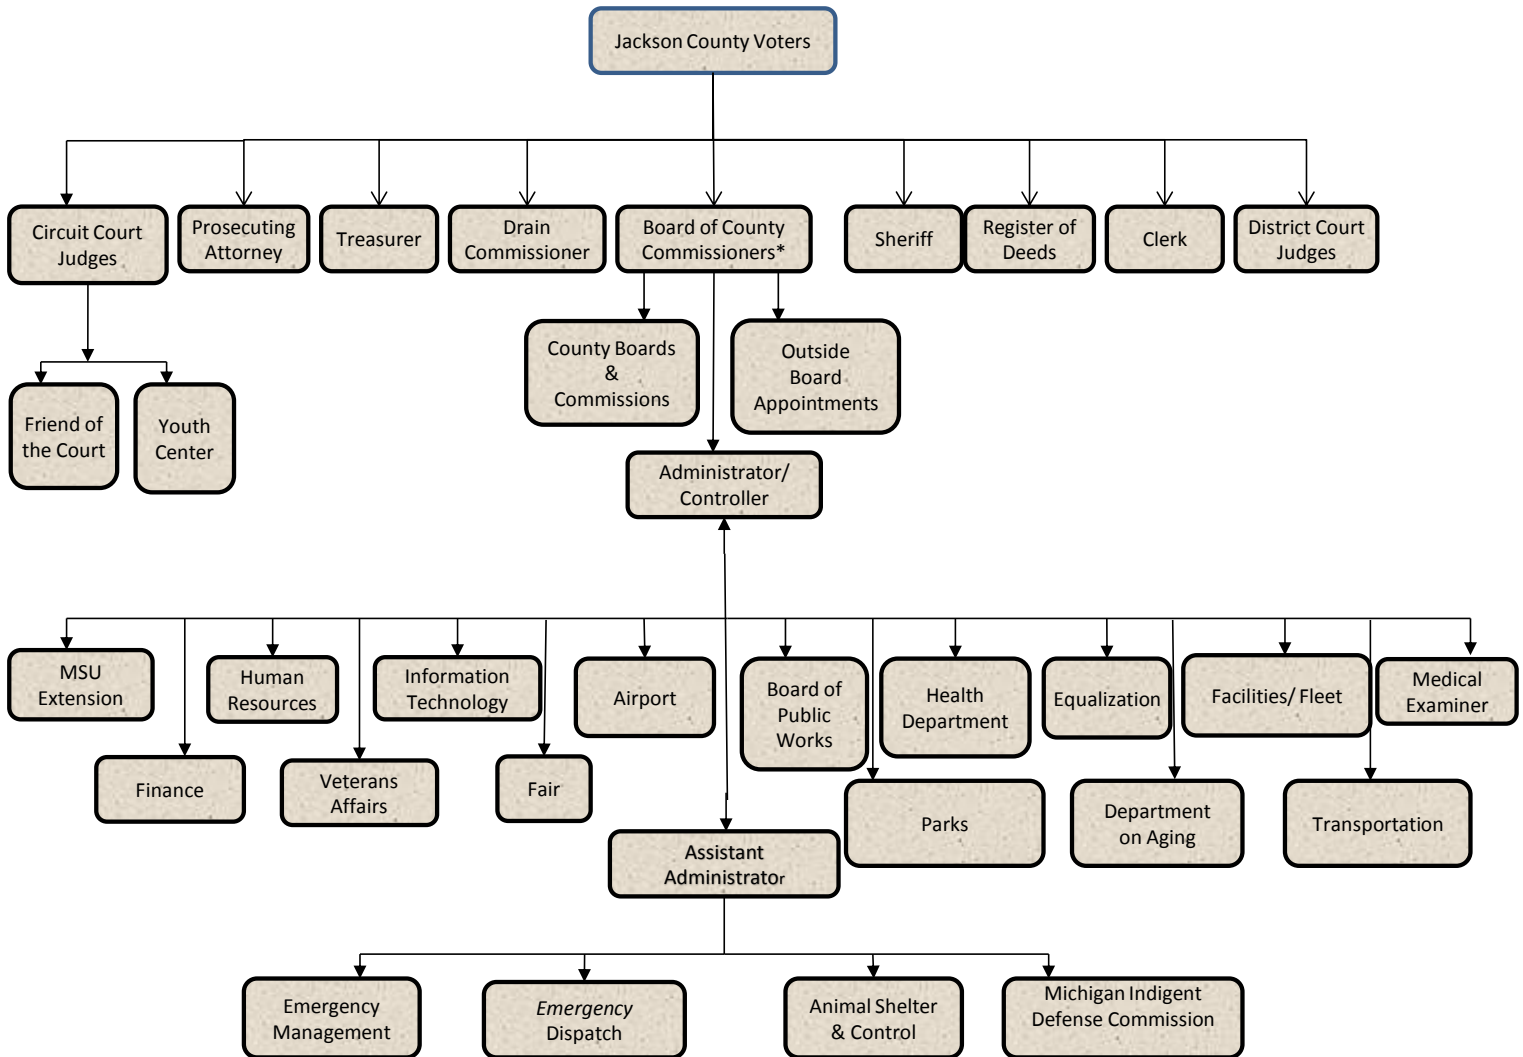 Jackson County Voters
Circuit Court
Judges
Prosecuting
Attorney
Treasurer
Drain
Commissioner
Board of County
Commissioners*
Sheriff
Register of
Deeds
Clerk
District Court
Judges
County Boards
&
Commissions
Outside
Board
Appointments
Friend of
the Court
Youth
Center
Administrator/
Controller
MSU
Extension
Human
Resources
Information
Technology
Airport
Board of
Public
Works
Health
Department
Equalization
Facilities/ Fleet
Medical
Examiner
Finance
Veterans
Affairs
Fair
Parks
Department
on Aging
Transportation
Assistant
Administrator
Emergency
Management
Emergency
Dispatch
Animal Shelter
& Control
Michigan Indigent
Defense Commission